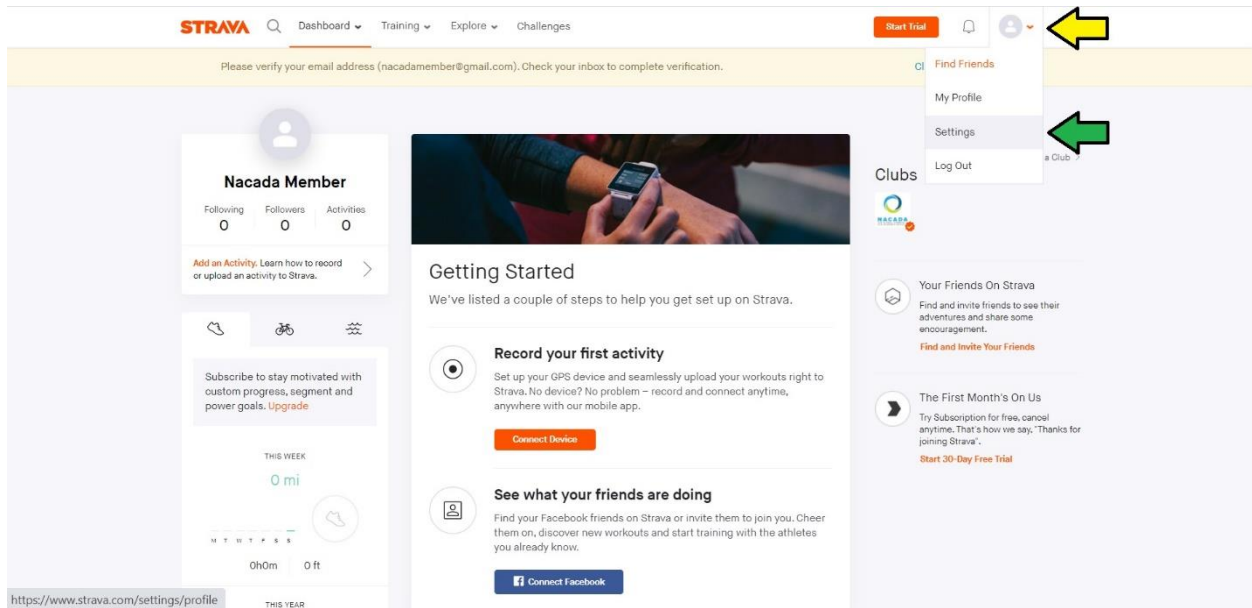 STRAVA
Dashboard
Training
Explore
Challenges
Start Trial
Please verify your email address (nacadamember@gmail.com). Check your inbox to complete verification.
Cl
Find Friends
My Profile
Settings
Log Out
Nacada Member
Following
Followers
Activities
0
0
0
Add an Activity. Learn how to record
or upload an activity to Strava.
Subscribe to stay motivated with
custom progress, segment and
power goals. Upgrade
THIS WEEK
0 mi
M T W T F S S
0h0m
0 ft
THIS YEAR
Getting Started
We've listed a couple of steps to help you get set up on Strava.
Record your first activity
Set up your GPS device and seamlessly upload your workouts right to
Strava. No device? No problem – record and connect anytime,
anywhere with our mobile app.
Connect Device
See what your friends are doing
Find your Facebook friends on Strava or invite them to join you. Cheer
them on, discover new workouts and start training with the athletes
you already know.
Connect Facebook
Clubs
a Club
NACADA
Your Friends On Strava
Find and invite friends to see their
adventures and share some
encouragement.
Find and Invite Your Friends
The First Month's On Us
Try Subscription for free, cancel
anytime. That's how we say, "Thanks for
joining Strava".
Start 30-Day Free Trial
https://www.strava.com/settings/profile